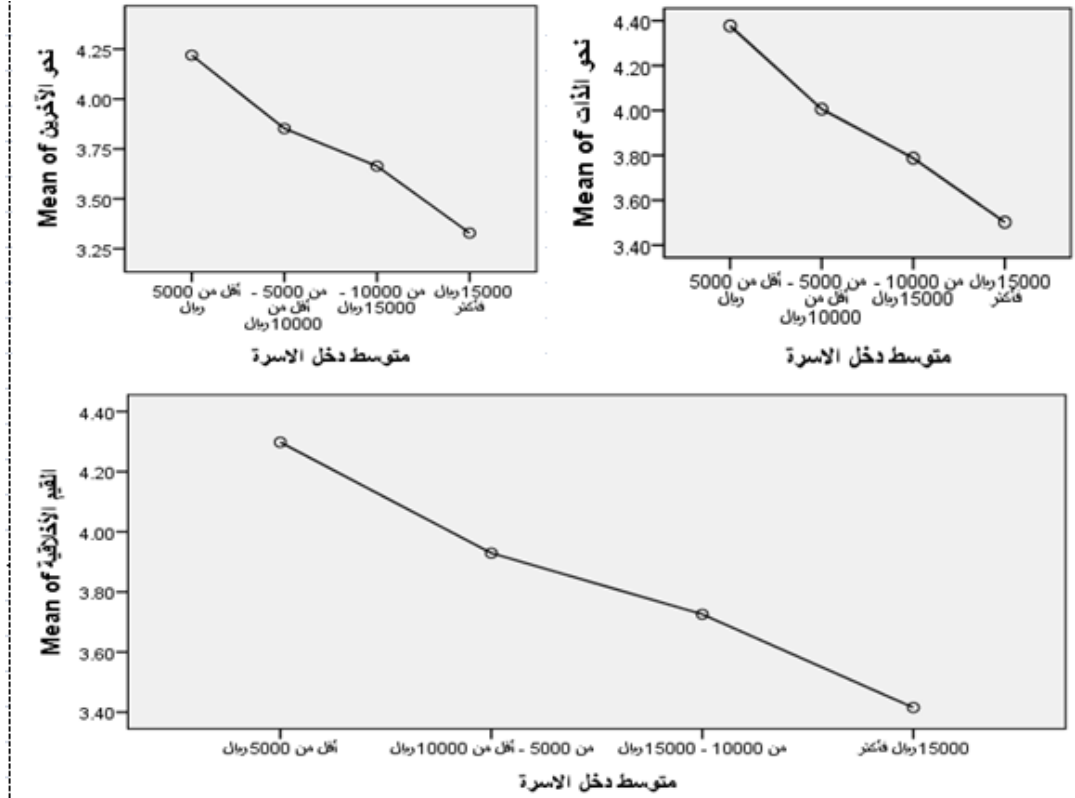 Mean of نحو الآخرين
4.25
4.00
3.75
3.50
3.25
أقل من 5000
ريال
من 5000 -
أقل من
10000 ريال
من 10000 -
15000 ريال
15000 ريال
فأكثر
متوسط دخل الاسرة
Mean of نحو الذات
4.40
4.20
4.00
3.80
3.60
3.40
أقل من 5000
ريال
من 5000 -
أقل من
10000 ريال
من 10000 -
15000 ريال
15000 ريال
فأكثر
متوسط دخل الاسرة
Mean of القيم الأخلاقية
4.40
4.20
4.00
3.80
3.60
3.40
أقل من 5000 ريال
من 5000 - أقل من 10000 ريال
من 10000 - 15000 ريال
15000 ريال فأكثر
متوسط دخل الاسرة